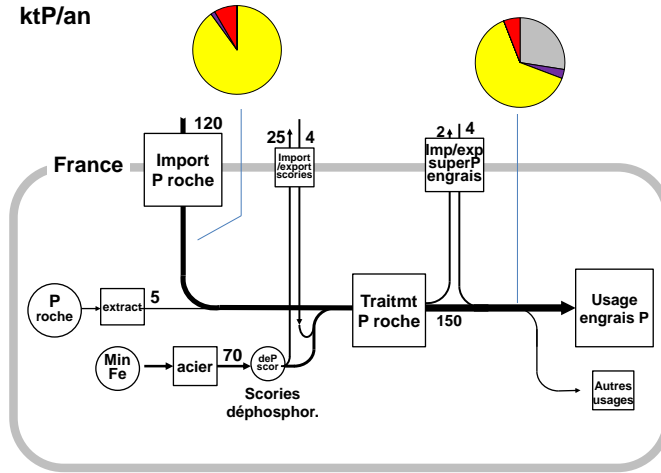 ktP/an
120
25
4
2
4
France
Import
P roche
Import
/export
scories
Imp/exp
superP
engrais
P
roche
extract
5
Traitmt
P roche
150
Usage
engrais P
Min
Fe
acier
70
deP
scor
Scories
déphosphor.
Autres
usages